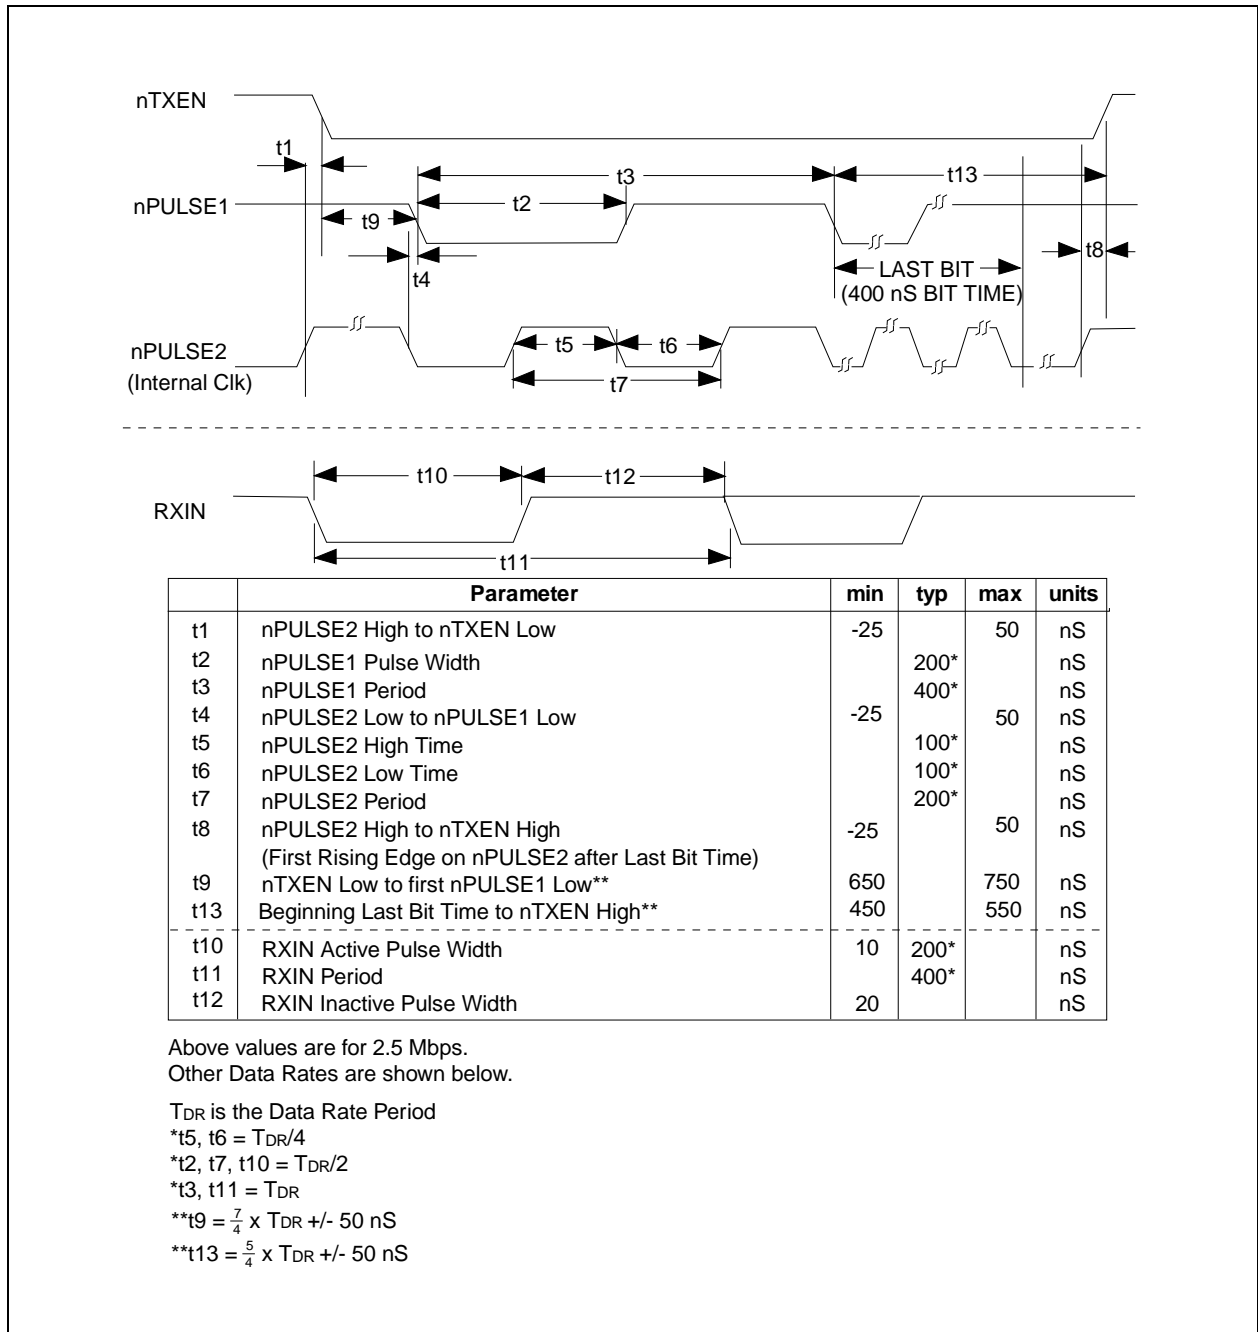 nTXEN
t1
t3
t13
nPULSE1
t2
t9
t8
t4
LAST BIT
(400 nS BIT TIME)
nPULSE2
(Internal Clk)
t5
t6
t7
t10
t12
RXIN
t11
Parameter min typ max units
t1 nPULSE2 High to nTXEN Low -25 50 nS
t2 nPULSE1 Pulse Width 200* nS
t3 nPULSE1 Period 400* nS
t4 nPULSE2 Low to nPULSE1 Low -25 50 nS
t5 nPULSE2 High Time 100* nS
t6 nPULSE2 Low Time 100* nS
t7 nPULSE2 Period 200* nS
t8 nPULSE2 High to nTXEN High -25 50 nS
(First Rising Edge on nPULSE2 after Last Bit Time)
t9 nTXEN Low to first nPULSE1 Low** 650 750 nS
t13 Beginning Last Bit Time to nTXEN High** 450 550 nS
t10 RXIN Active Pulse Width 10 200* nS
t11 RXIN Period 400* nS
t12 RXIN Inactive Pulse Width 20 nS
Above values are for 2.5 Mbps.
Other Data Rates are shown below.
TDR is the Data Rate Period
*t5, t6 = TDR/4
*t2, t7, t10 = TDR/2
*t3, t11 = TDR
**t9 = 7/4 x TDR +/- 50 nS
**t13 = 5/4 x TDR +/- 50 nS